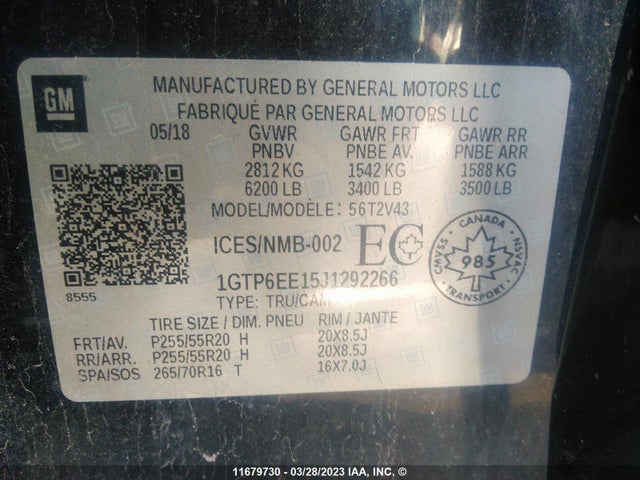 GM
MANUFACTURED BY GENERAL MOTORS LLC
FABRIQUÉ PAR GENERAL MOTORS LLC
05/18 GVWR GAWR FRT GAWR RR
PNBV PNBE AV. PNBE ARR
2812 KG 1542 KG 1588 KG
6200 LB 3400 LB 3500 LB
MODEL/MODÈLE: 56T2V43
ICES/NMB-002 EC
CANADA
CMVSS 985 NSVAC
TRANSPORT
8555
1GTP6EE15J1292266
TYPE: TRU/CAM
TIRE SIZE / DIM. PNEU RIM / JANTE
FRT/AV. P255/55R20 H 20X8.5J
RR/ARR. P255/55R20 H 20X8.5J
SPA/SOS 265/70R16 T 16X7.0J
11679730 - 03/28/2023 IAA, INC. ©